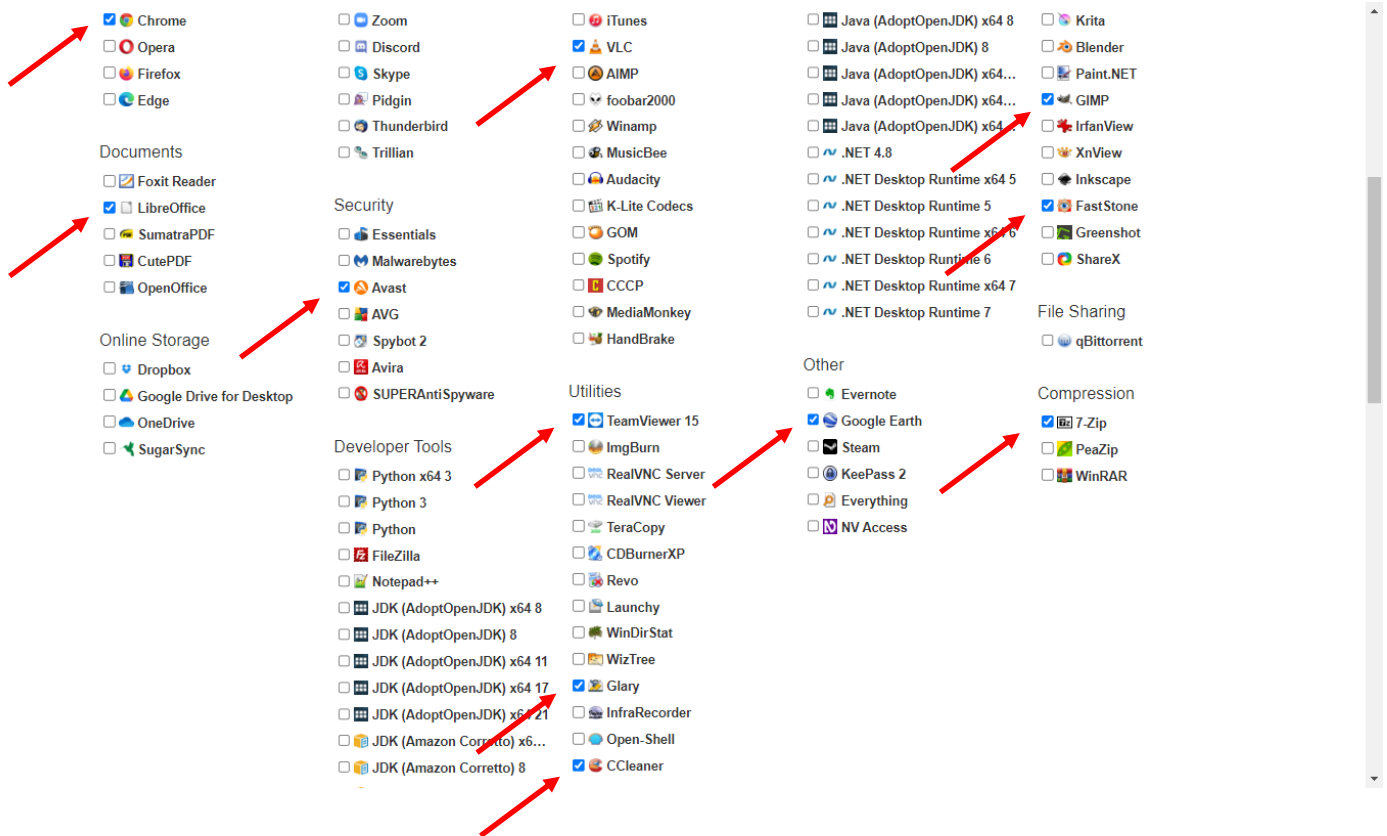 Chrome
Opera
Firefox
Edge
Documents
Foxit Reader
LibreOffice
SumatraPDF
CutePDF
OpenOffice
Online Storage
Dropbox
Google Drive for Desktop
OneDrive
SugarSync
Zoom
Discord
Skype
Pidgin
Thunderbird
Trillian
Security
Essentials
Malwarebytes
Avast
AVG
Spybot 2
Avira
SUPERAntiSpyware
Developer Tools
Python x64 3
Python 3
Python
FileZilla
Notepad++
JDK (AdoptOpenJDK) x64 8
JDK (AdoptOpenJDK) 8
JDK (AdoptOpenJDK) x64 11
JDK (AdoptOpenJDK) x64 17
JDK (AdoptOpenJDK) x64 21
JDK (Amazon Corretto) x6...
JDK (Amazon Corretto) 8
iTunes
VLC
AIMP
foobar2000
Winamp
MusicBee
Audacity
K-Lite Codecs
GOM
Spotify
CCCP
MediaMonkey
HandBrake
Utilities
TeamViewer 15
ImgBurn
RealVNC Server
RealVNC Viewer
TeraCopy
CDBurnerXP
Revo
Launchy
WinDirStat
WizTree
Glary
InfraRecorder
Open-Shell
CCleaner
Java (AdoptOpenJDK) x64 8
Java (AdoptOpenJDK) 8
Java (AdoptOpenJDK) x64...
Java (AdoptOpenJDK) x64...
Java (AdoptOpenJDK) x64...
.NET 4.8
.NET Desktop Runtime x64 5
.NET Desktop Runtime 5
.NET Desktop Runtime x64 6
.NET Desktop Runtime 6
.NET Desktop Runtime x64 7
.NET Desktop Runtime 7
Other
Evernote
Google Earth
Steam
KeePass 2
Everything
NV Access
Krita
Blender
Paint.NET
GIMP
IrfanView
XnView
Inkscape
FastStone
Greenshot
ShareX
File Sharing
qBittorrent
Compression
7-Zip
PeaZip
WinRAR